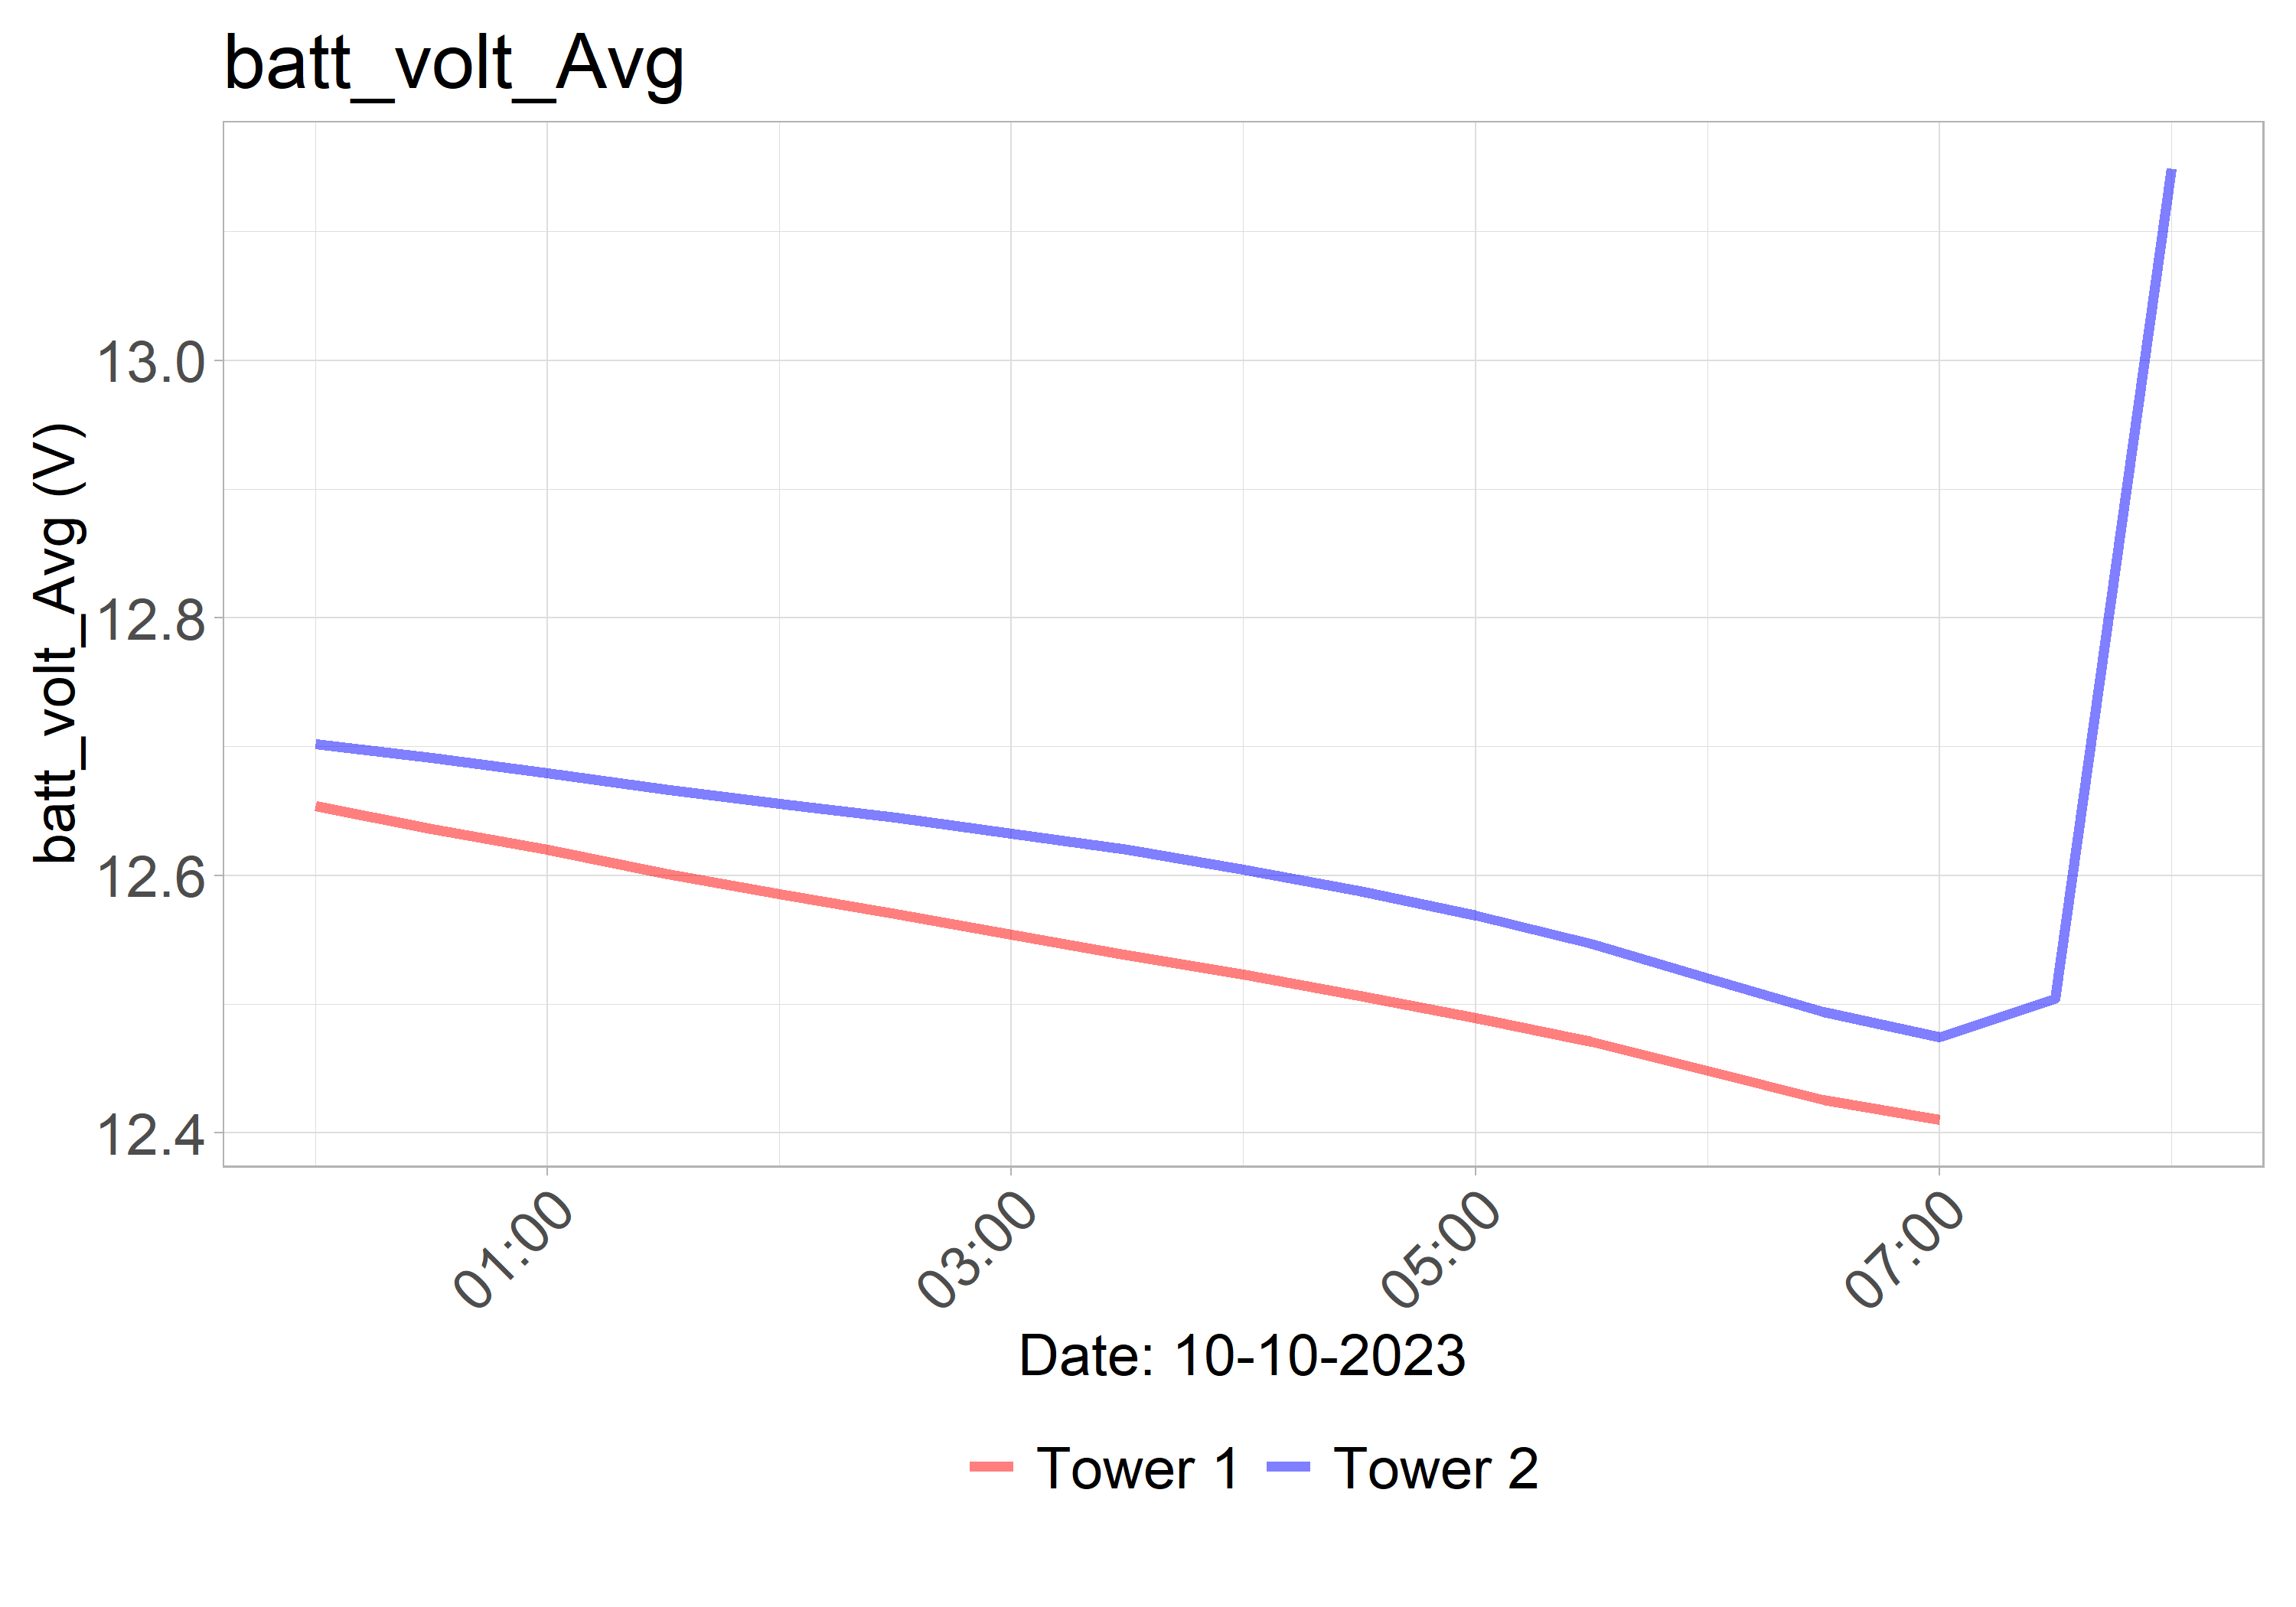 batt_volt_Avg
batt_volt_Avg (V)
13.0
12.8
12.6
12.4
01:00
03:00
05:00
07:00
Date: 10-10-2023
Tower 1
Tower 2